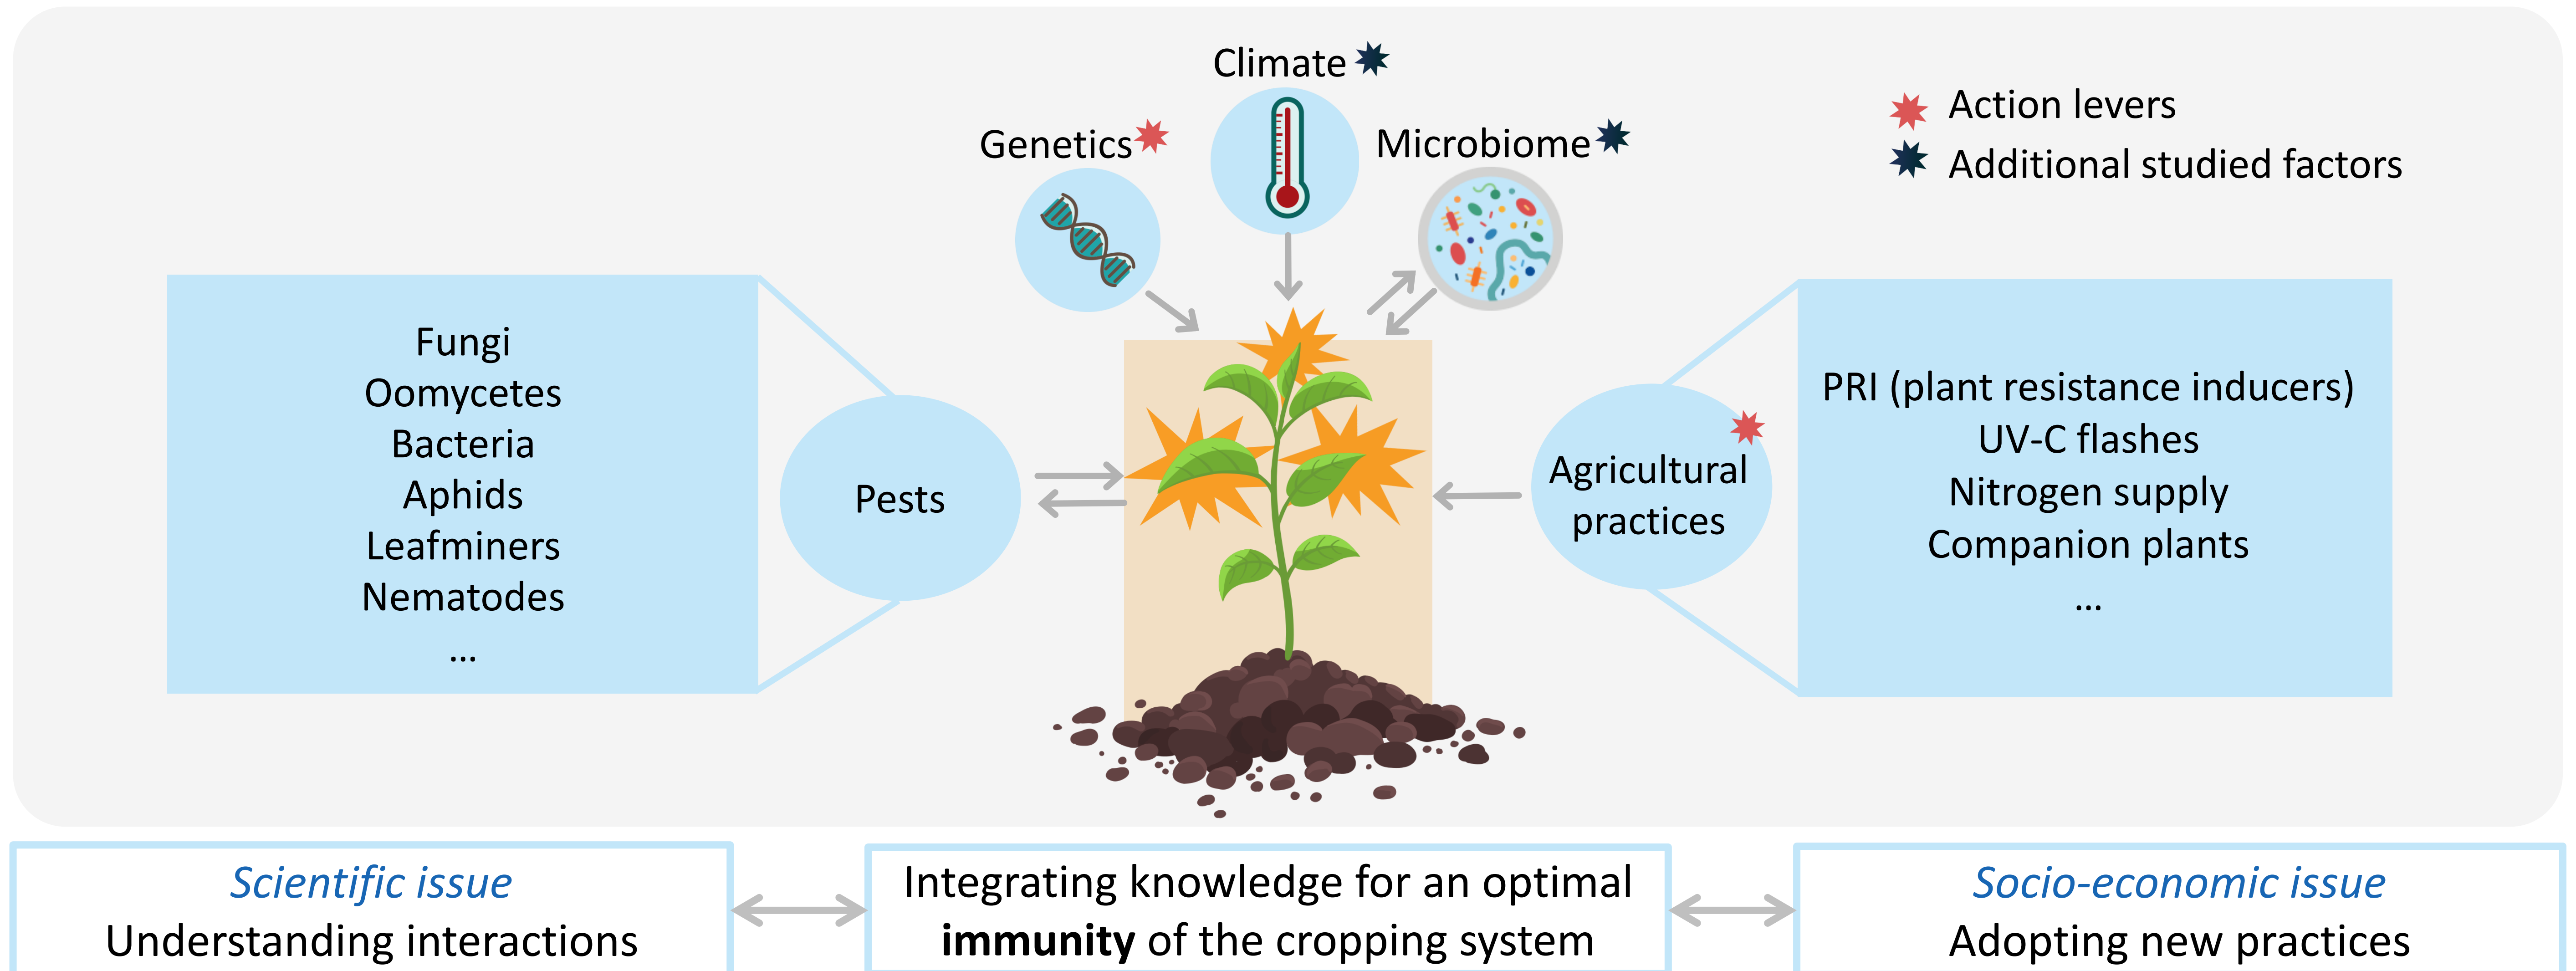 Climate
Genetics
Microbiome
Action levers
Additional studied factors
Fungi
Oomycetes
Bacteria
Aphids
Leafminers
Nematodes
...
Pests
Agricultural
practices
PRI (plant resistance inducers)
UV-C flashes
Nitrogen supply
Companion plants
...
Scientific issue
Understanding interactions
Integrating knowledge for an optimal
immunity of the cropping system
Socio-economic issue
Adopting new practices